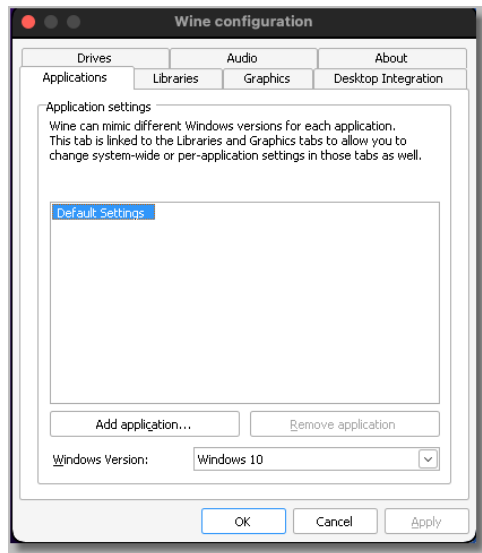 Wine configuration
Drives
Audio
About
Applications
Libraries
Graphics
Desktop Integration
Application settings
Wine can mimic different Windows versions for each application.
This tab is linked to the Libraries and Graphics tabs to allow you to
change system-wide or per-application settings in those tabs as well.
Default Settings
Add application...
Remove application
Windows Version:
Windows 10
OK
Cancel
Apply